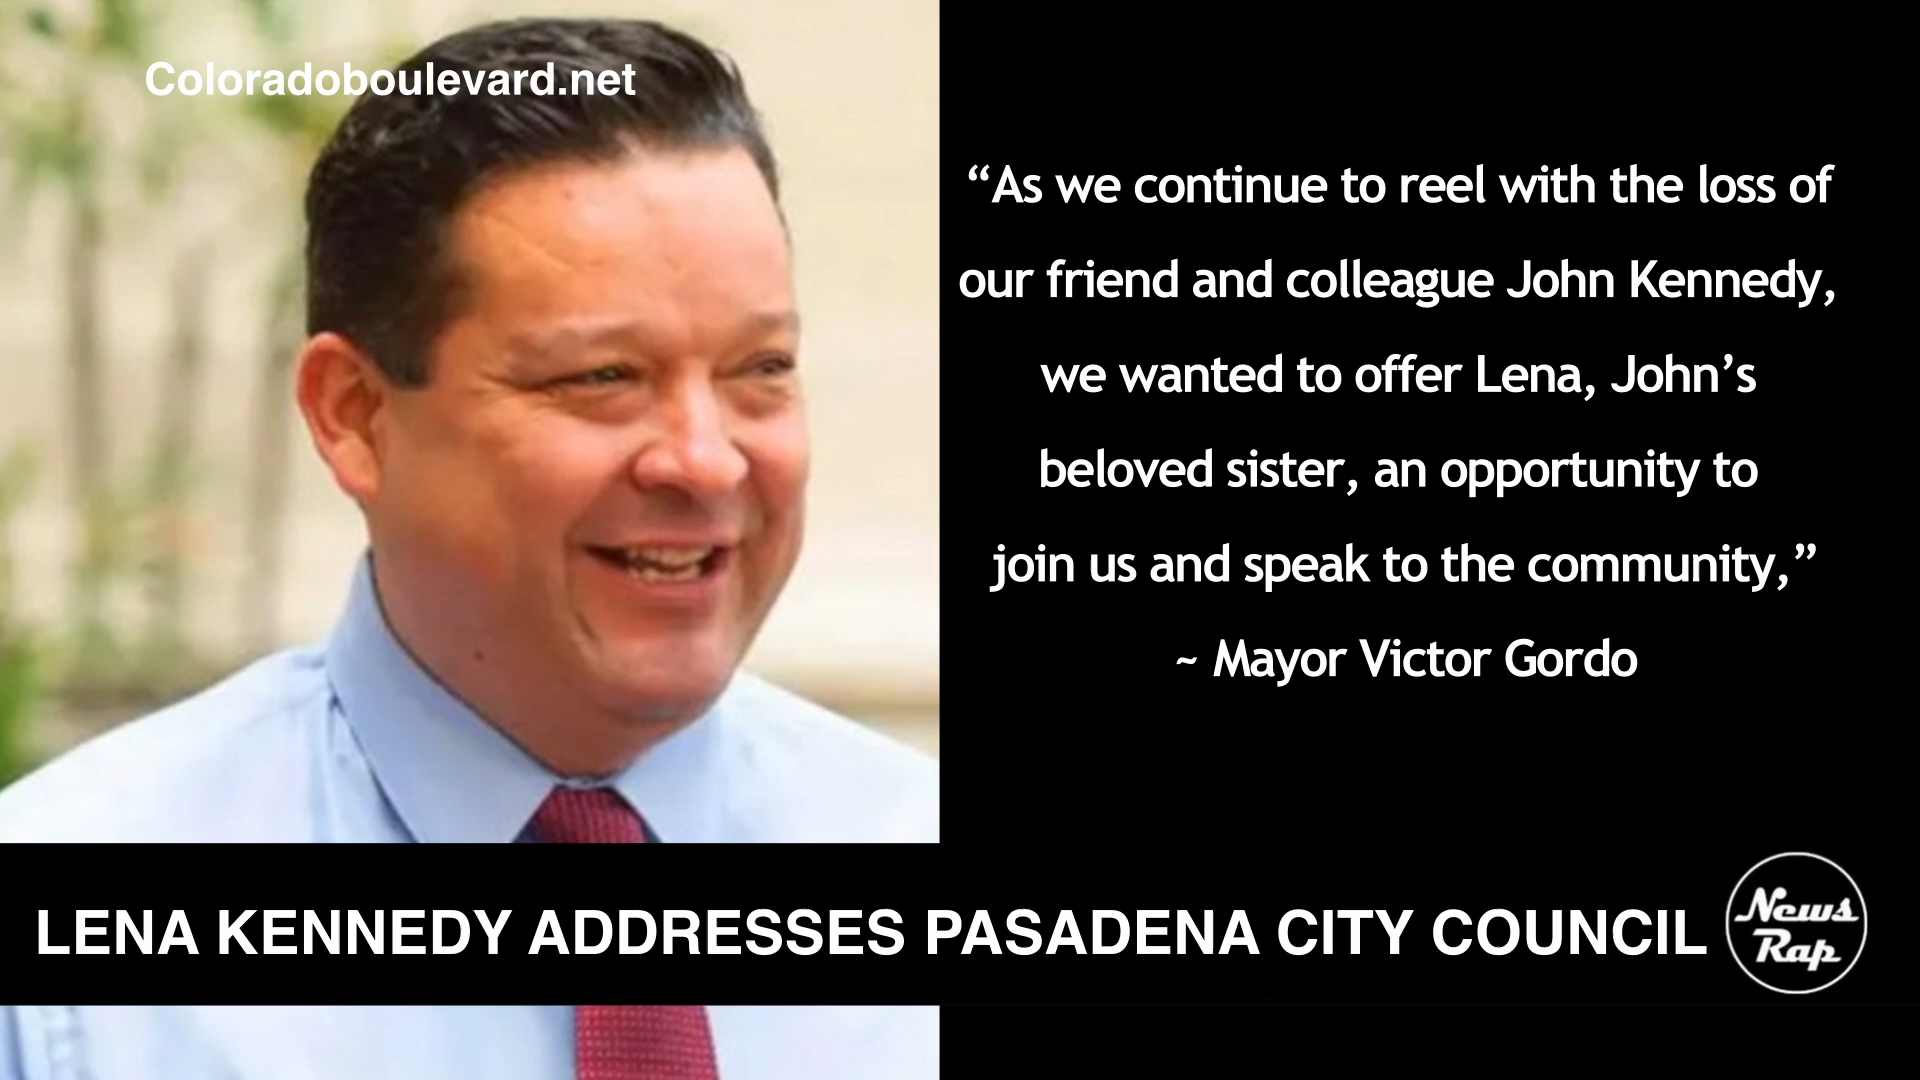 Coloradoboulevard.net
“As we continue to reel with the loss of
our friend and colleague John Kennedy,
we wanted to offer Lena, John’s
beloved sister, an opportunity to
join us and speak to the community,”
~ Mayor Victor Gordo
LENA KENNEDY ADDRESSES PASADENA CITY COUNCIL
News
Rap